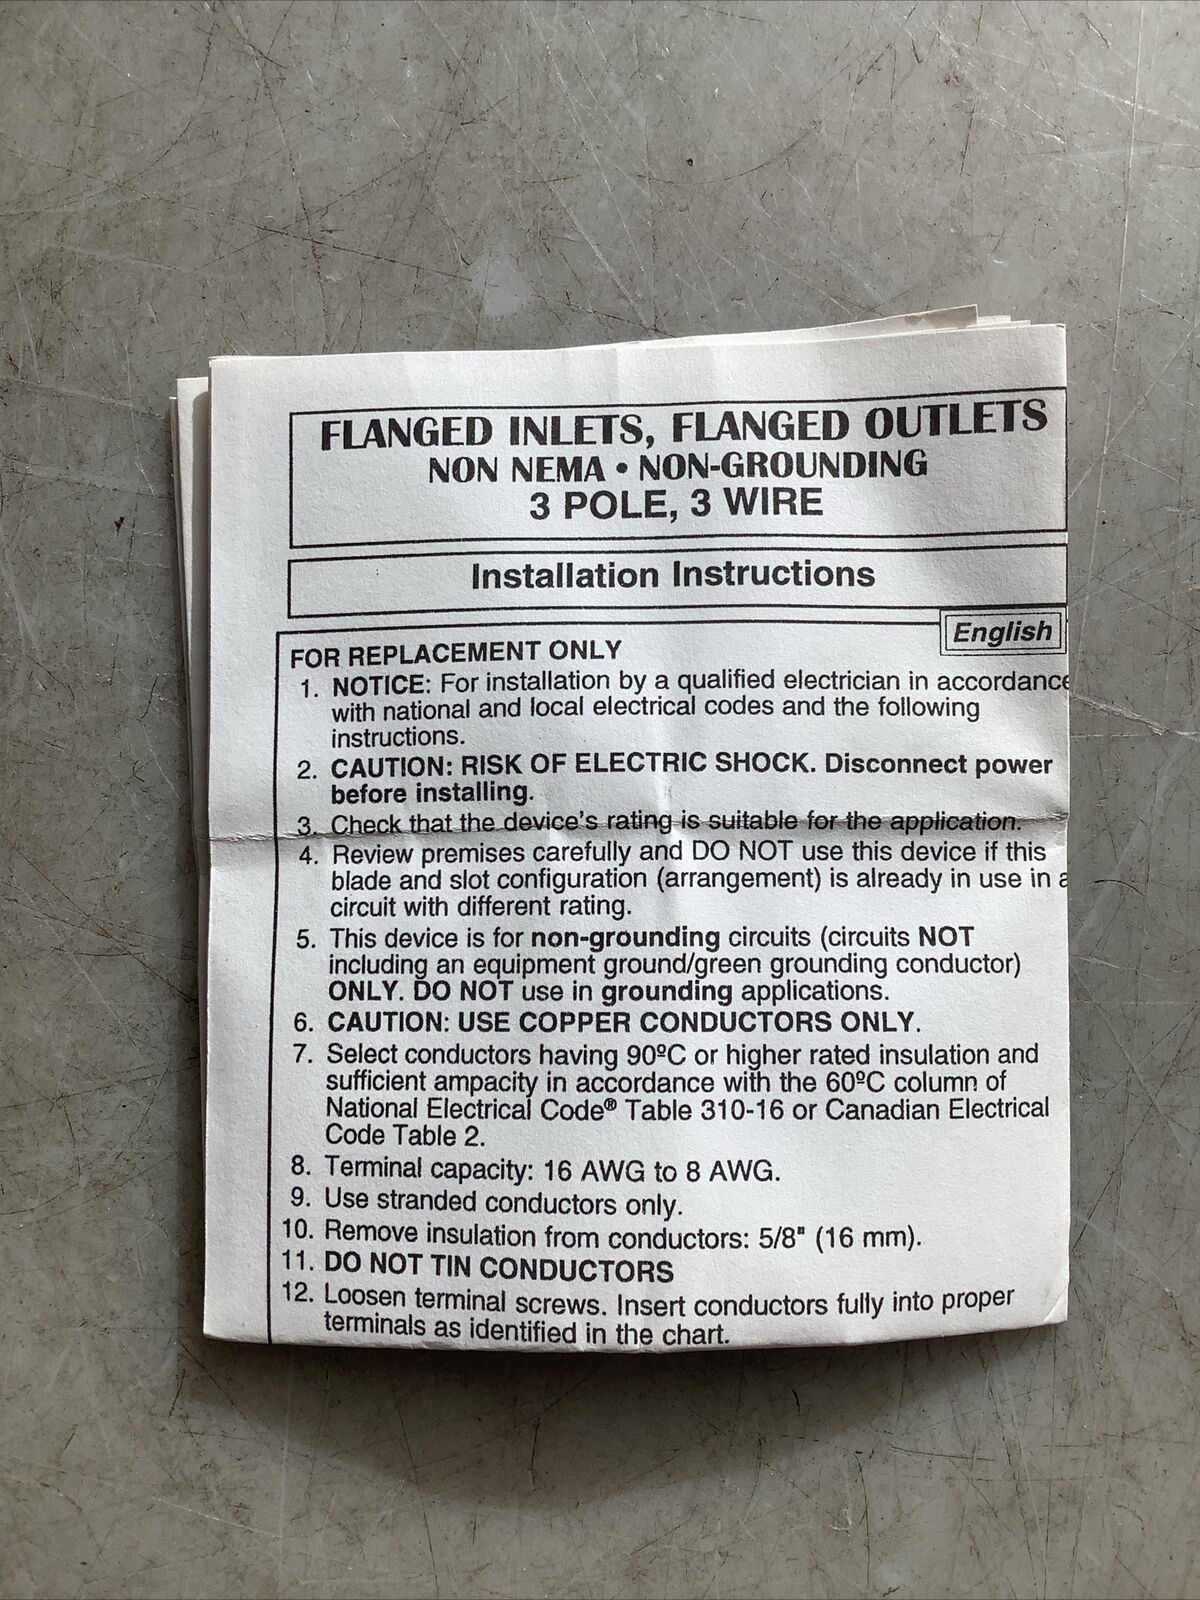 FLANGED INLETS, FLANGED OUTLETS
NON NEMA • NON-GROUNDING
3 POLE, 3 WIRE
Installation Instructions
English
FOR REPLACEMENT ONLY
1. NOTICE: For installation by a qualified electrician in accordance
with national and local electrical codes and the following
instructions.
2. CAUTION: RISK OF ELECTRIC SHOCK. Disconnect power
before installing.
3. Check that the device's rating is suitable for the application.
4. Review premises carefully and DO NOT use this device if this
blade and slot configuration (arrangement) is already in use in a
circuit with different rating.
5. This device is for non-grounding circuits (circuits NOT
including an equipment ground/green grounding conductor)
ONLY. DO NOT use in grounding applications.
6. CAUTION: USE COPPER CONDUCTORS ONLY.
7. Select conductors having 90ºC or higher rated insulation and
sufficient ampacity in accordance with the 60ºC column of
National Electrical Code® Table 310-16 or Canadian Electrical
Code Table 2.
8. Terminal capacity: 16 AWG to 8 AWG.
9. Use stranded conductors only.
10. Remove insulation from conductors: 5/8" (16 mm).
11. DO NOT TIN CONDUCTORS
12. Loosen terminal screws. Insert conductors fully into proper
terminals as identified in the chart.